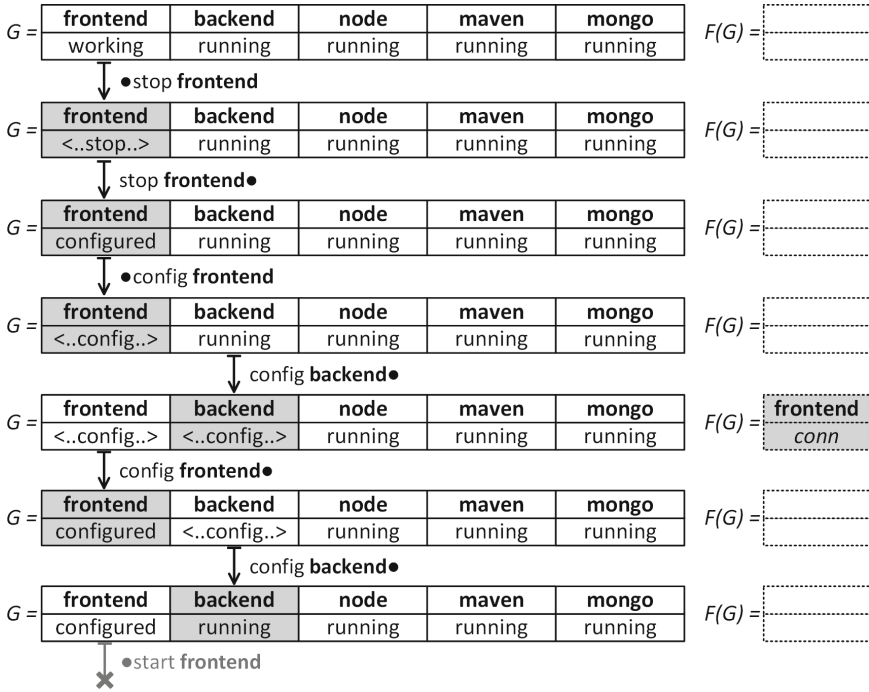 G = frontend backend node maven mongo F(G) =
working running running running running
●stop frontend
G = frontend backend node maven mongo F(G) =
<..stop..> running running running running
stop frontend●
G = frontend backend node maven mongo F(G) =
configured running running running running
●config frontend
G = frontend backend node maven mongo F(G) =
<..config..> running running running running
config backend●
G = frontend backend node maven mongo F(G) = frontend
<..config..> <..config..> running running running conn
config frontend●
G = frontend backend node maven mongo F(G) =
configured <..config..> running running running
config backend●
G = frontend backend node maven mongo F(G) =
configured running running running running
●start frontend